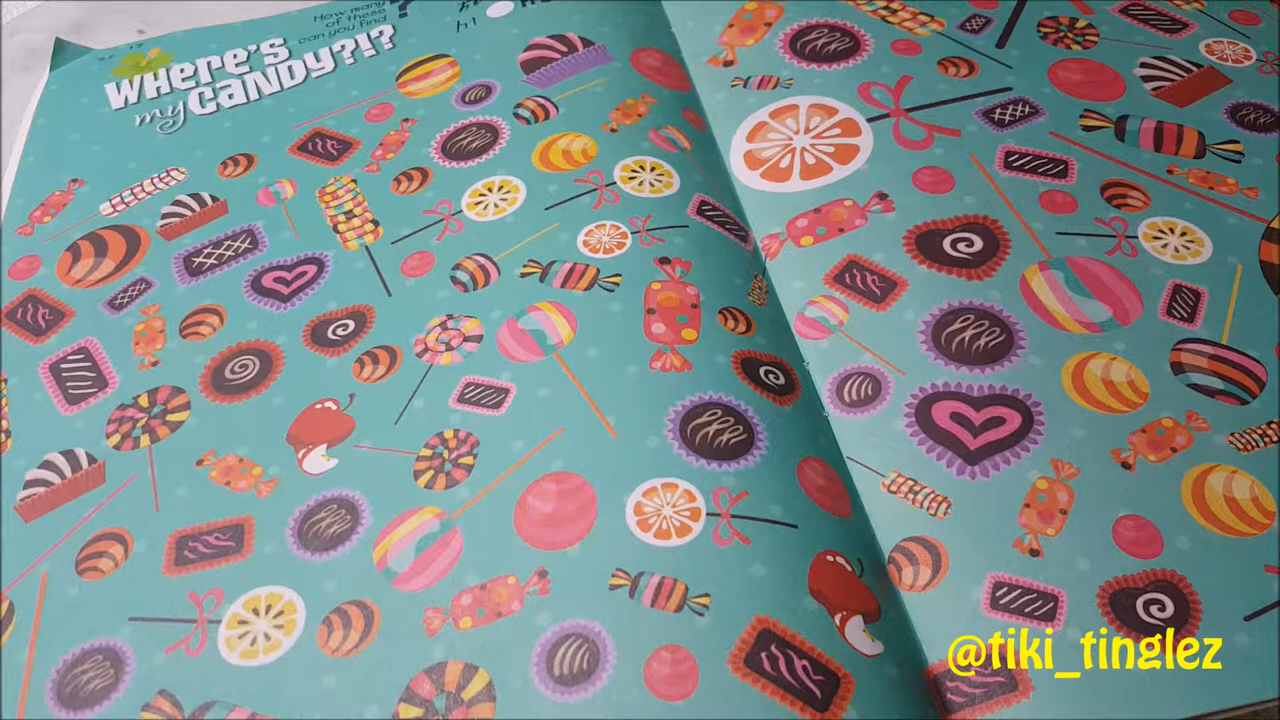 How many
of these
can you find
?
WHERE'S
my CANDY?!?
@tiki_tinglez